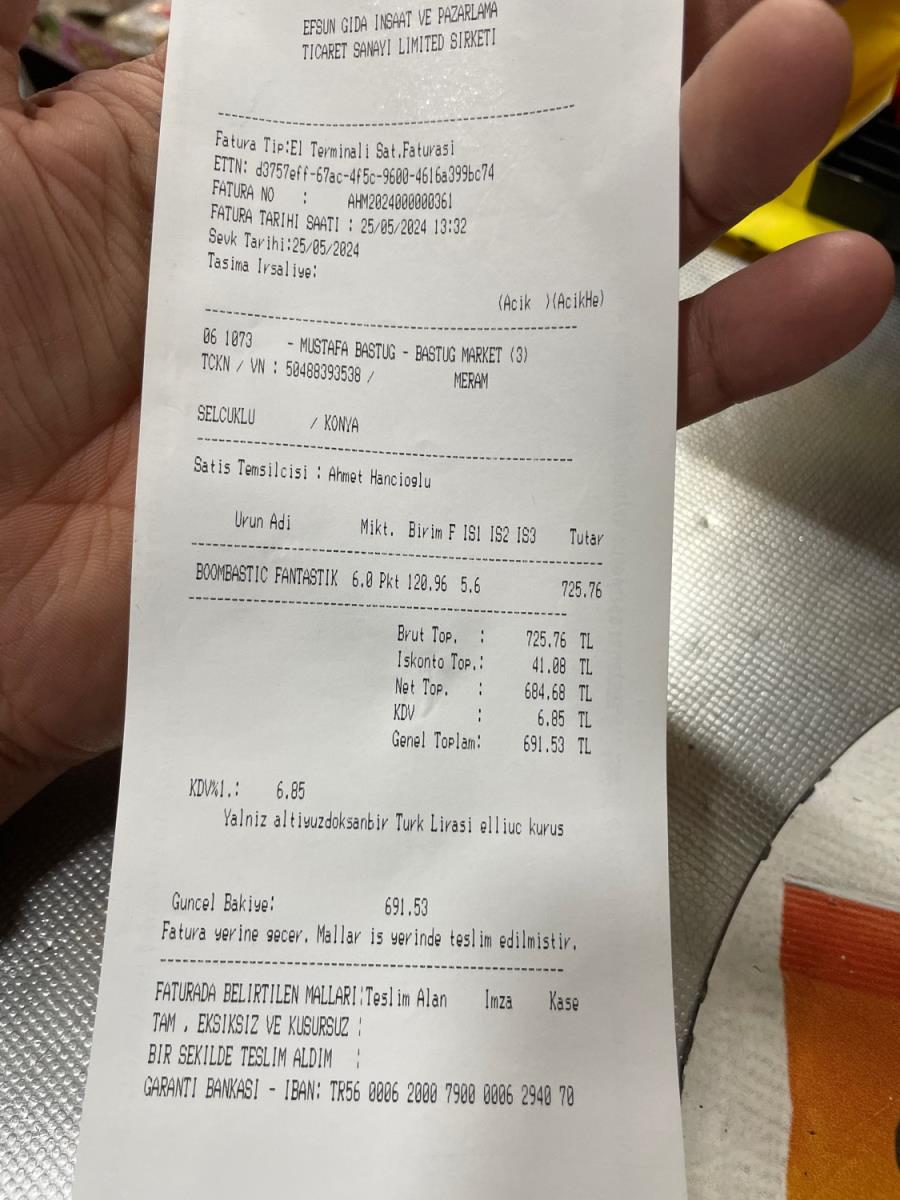 EFSUN GIDA INSAAT VE PAZARLAMA
TICARET SANAYI LIMITED SIRKETI
Fatura Tip:El Terminali Sat.Faturasi
ETTN: d3757eff-67ac-4f5c-9600-4616a399bc74
FATURA NO : AHM2024000000361
FATURA TARIHI SAATI : 25/05/2024 13:32
Sevk Tarihi:25/05/2024
Tasima Irsaliye:
(Acik )(AcikHe)
06 1073 - MUSTAFA BASTUG - BASTUG MARKET (3)
TCKN / VN : 50488393538 / MERAM
SELCUKLU / KONYA
Satis Temsilcisi : Ahmet Hancioglu
Urun Adi Mikt. Birim F IS1 IS2 IS3 Tutar
BOOMBASTIC FANTASTIK 6.0 Pkt 120.96 5.6 725.76
Brut Top. : 725.76 TL
Iskonto Top.: 41.08 TL
Net Top. : 684.68 TL
KDV : 6.85 TL
Genel Toplam: 691.53 TL
KDV%1.: 6.85
Yalniz altiyuzdoksanbir Turk Lirasi elliuc kurus
Guncel Bakiye: 691.53
Fatura yerine gecer. Mallar is yerinde teslim edilmistir.
FATURADA BELIRTILEN MALLARI¦Teslim Alan Imza Kase
TAM , EKSIKSIZ VE KUSURSUZ ¦
BIR SEKILDE TESLIM ALDIM ¦
GARANTI BANKASI - IBAN: TR56 0006 2000 7900 0006 2940 70